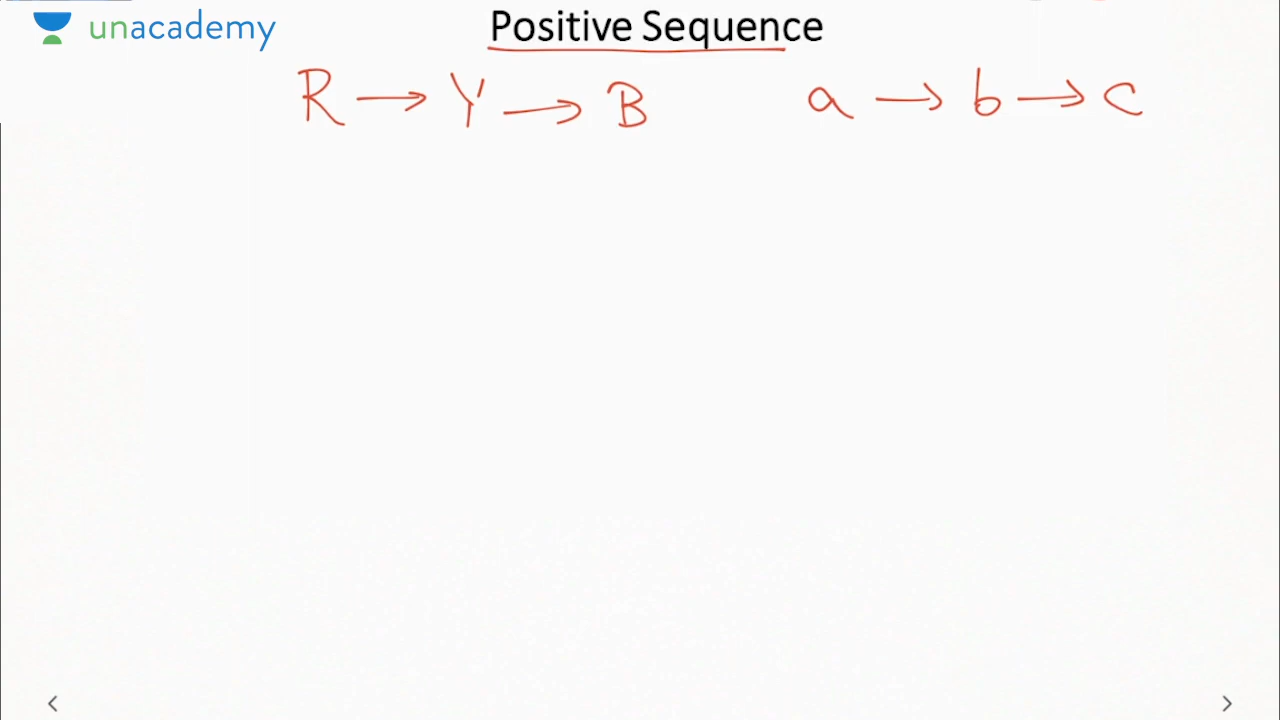 unacademy
Positive Sequence
R → Y → B a → b → c